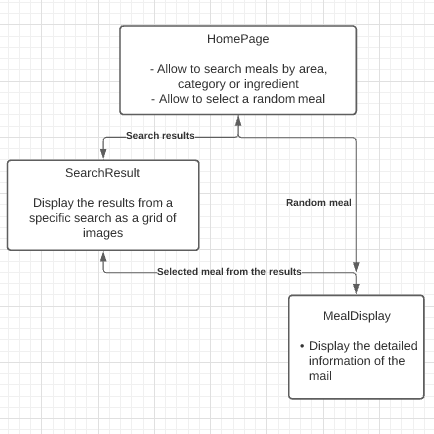 HomePage
- Allow to search meals by area,
category or ingredient
- Allow to select a random meal
Search results
SearchResult
Display the results from a
specific search as a grid of
images
Random meal
Selected meal from the results
MealDisplay
• Display the detailed
information of the
mail